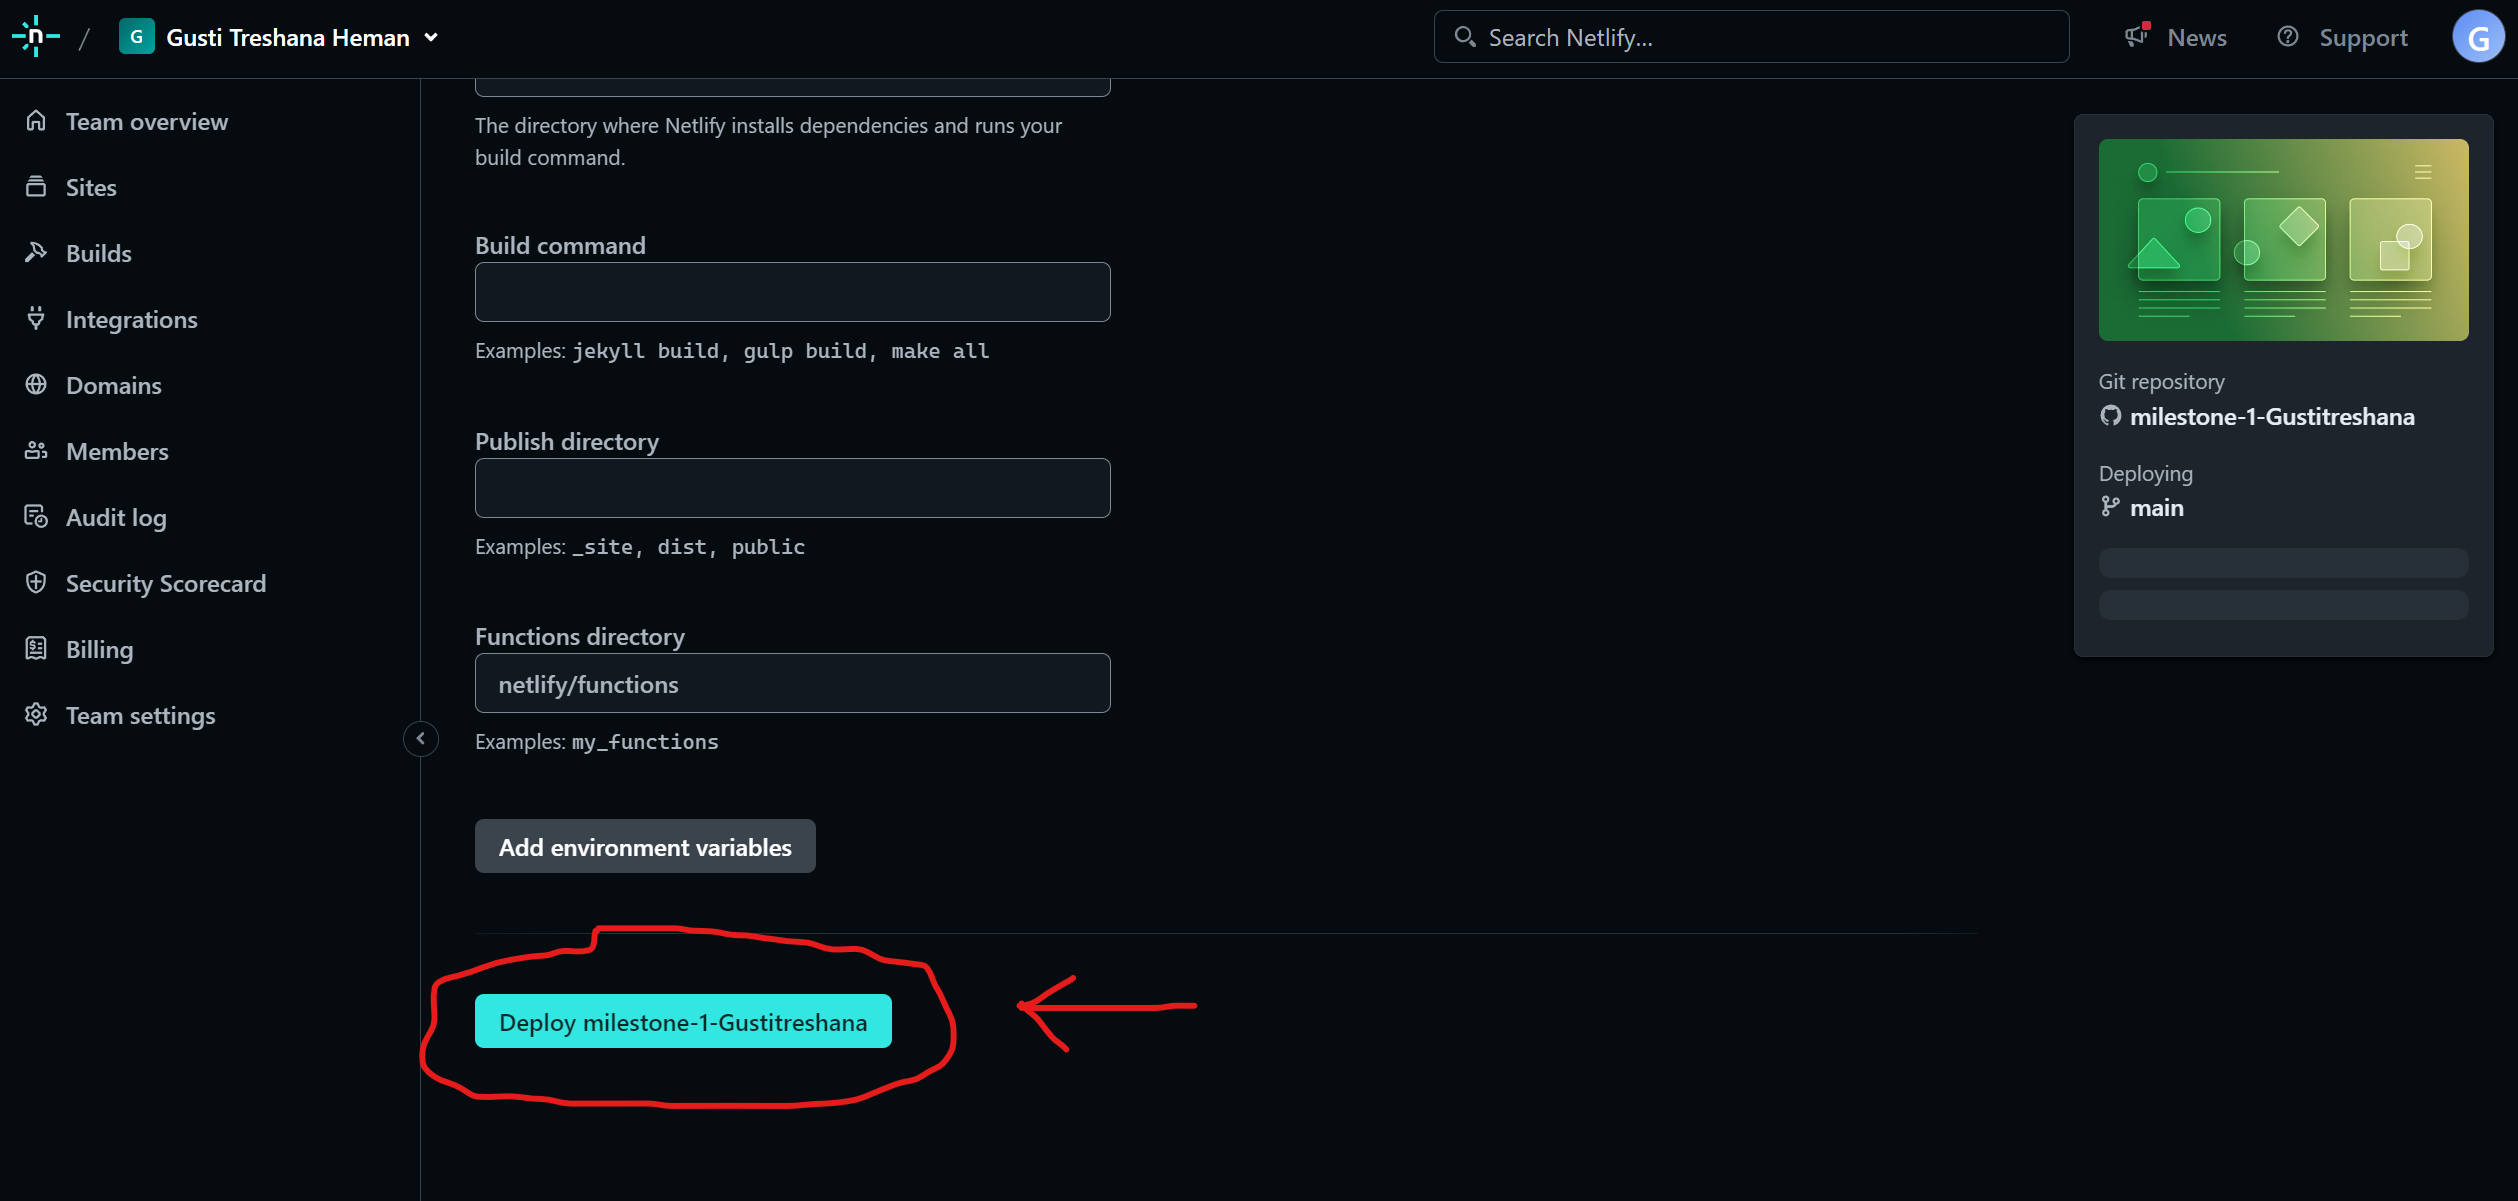 n / G Gusti Treshana Heman
Search Netlify...
News
Support
G
Team overview
Sites
Builds
Integrations
Domains
Members
Audit log
Security Scorecard
Billing
Team settings
The directory where Netlify installs dependencies and runs your
build command.
Build command
Examples: jekyll build, gulp build, make all
Publish directory
Examples: _site, dist, public
Functions directory
netlify/functions
Examples: my_functions
Add environment variables
Deploy milestone-1-Gustitreshana
Git repository
milestone-1-Gustitreshana
Deploying
main